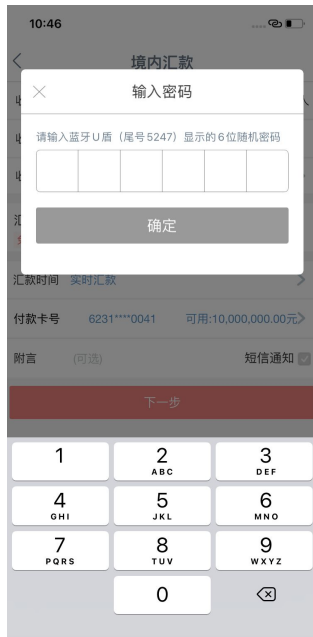 10:46
境内汇款
输入密码
请输入蓝牙U盾（尾号5247）显示的6位随机密码
确定
汇款时间 实时汇款
付款卡号 6231****0041 可用:10,000,000.00元
附言 (可选) 短信通知
下一步
1 2 3
ABC DEF
4 5 6
GHI JKL MNO
7 8 9
PQRS TUV WXYZ
0